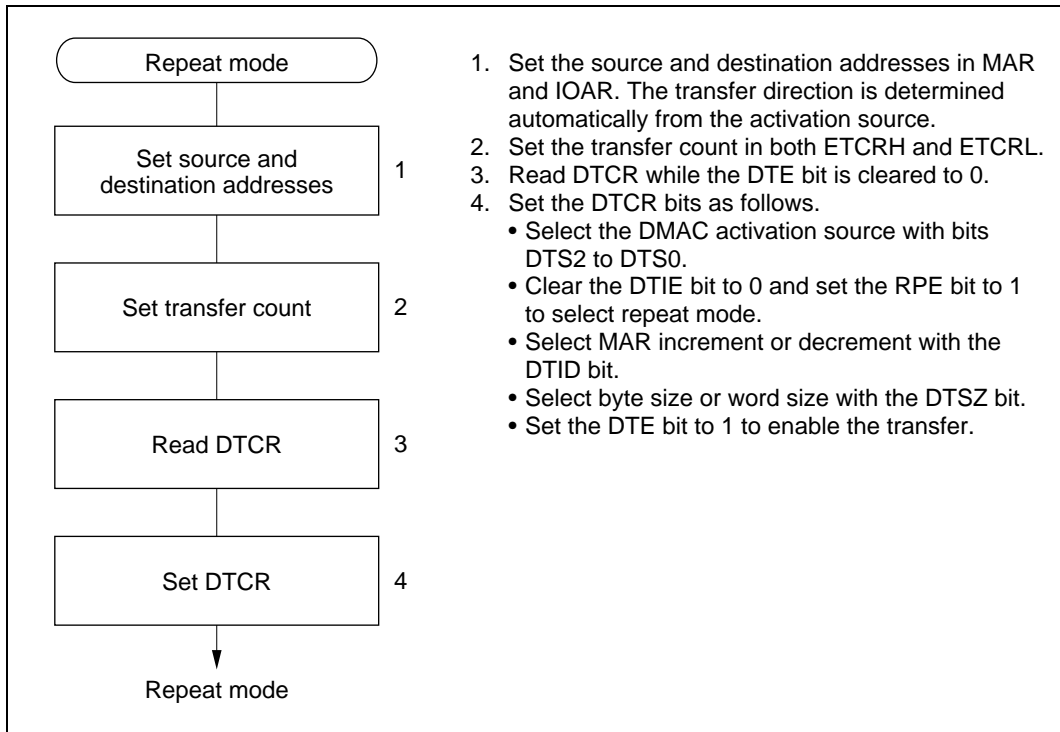 Repeat mode
Set source and
destination addresses
1
Set transfer count
2
Read DTCR
3
Set DTCR
4
Repeat mode
1. Set the source and destination addresses in MAR
and IOAR. The transfer direction is determined
automatically from the activation source.
2. Set the transfer count in both ETCRH and ETCRL.
3. Read DTCR while the DTE bit is cleared to 0.
4. Set the DTCR bits as follows.
• Select the DMAC activation source with bits
DTS2 to DTS0.
• Clear the DTIE bit to 0 and set the RPE bit to 1
to select repeat mode.
• Select MAR increment or decrement with the
DTID bit.
• Select byte size or word size with the DTSZ bit.
• Set the DTE bit to 1 to enable the transfer.